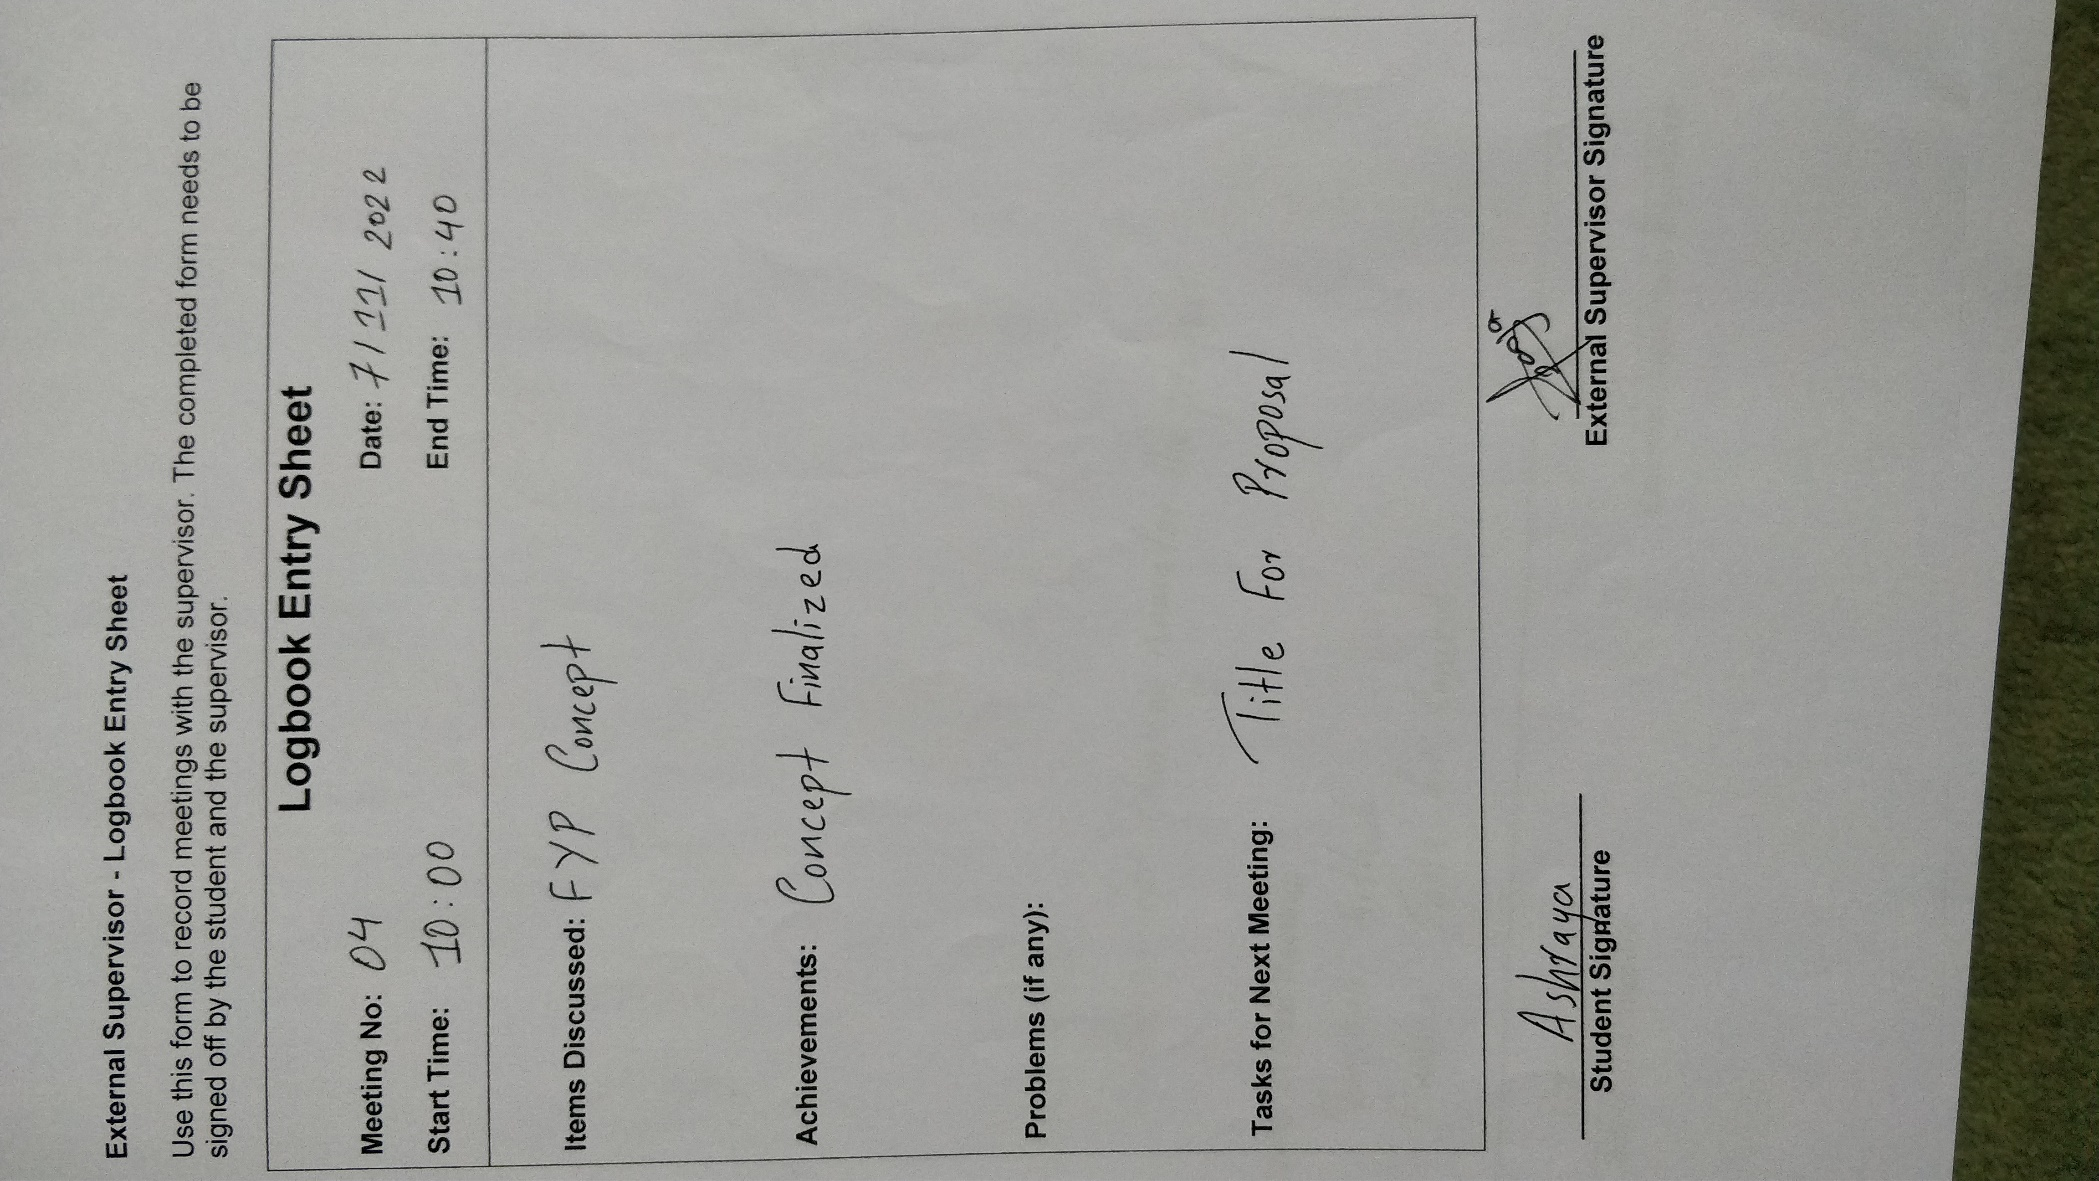 External Supervisor - Logbook Entry Sheet
Use this form to record meetings with the supervisor. The completed form needs to be
signed off by the student and the supervisor.
Logbook Entry Sheet
Meeting No: 04 Date: 7/11/2022
Start Time: 10:00 End Time: 10:40
Items Discussed: FYP Concept
Achievements: Concept Finalized
Problems (if any):
Tasks for Next Meeting: Title For Proposal
Ashraya
Student Signature External Supervisor Signature